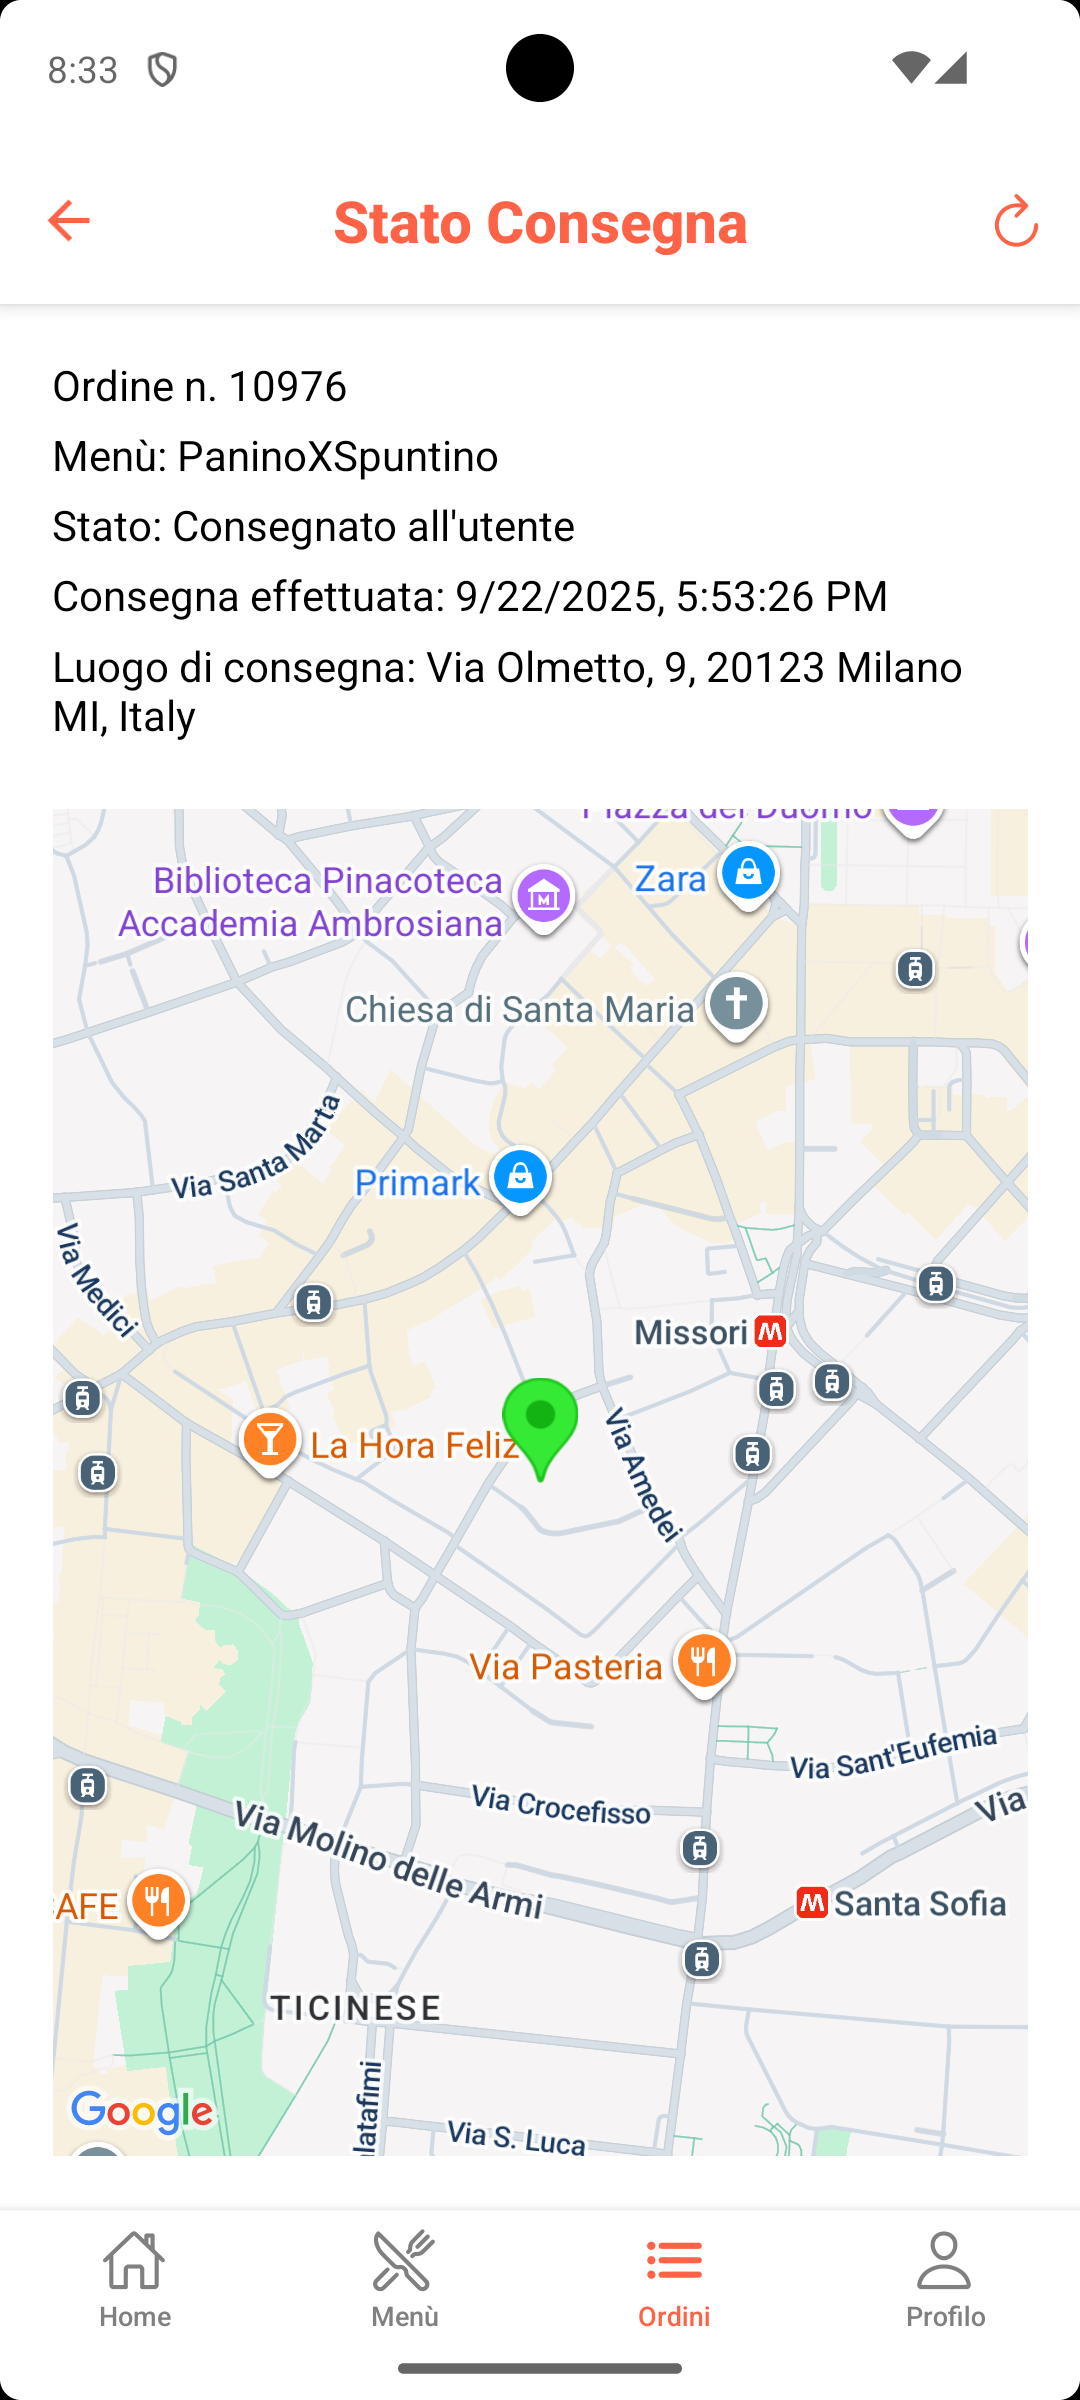 8:33
Stato Consegna
Ordine n. 10976
Menù: PaninoXSpuntino
Stato: Consegnato all'utente
Consegna effettuata: 9/22/2025, 5:53:26 PM
Luogo di consegna: Via Olmetto, 9, 20123 Milano
MI, Italy
Piazza del Duomo
Biblioteca Pinacoteca
Accademia Ambrosiana
Zara
Chiesa di Santa Maria
Via Santa Marta
Primark
Via Medici
Missori
La Hora Feliz
Via Amedei
Via Pasteria
Via Sant'Eufemia
Via Crocefisso
Via
Via Molino delle Armi
AFE
Santa Sofia
TICINESE
latafimi
Google
Via S. Luca
Home
Menù
Ordini
Profilo